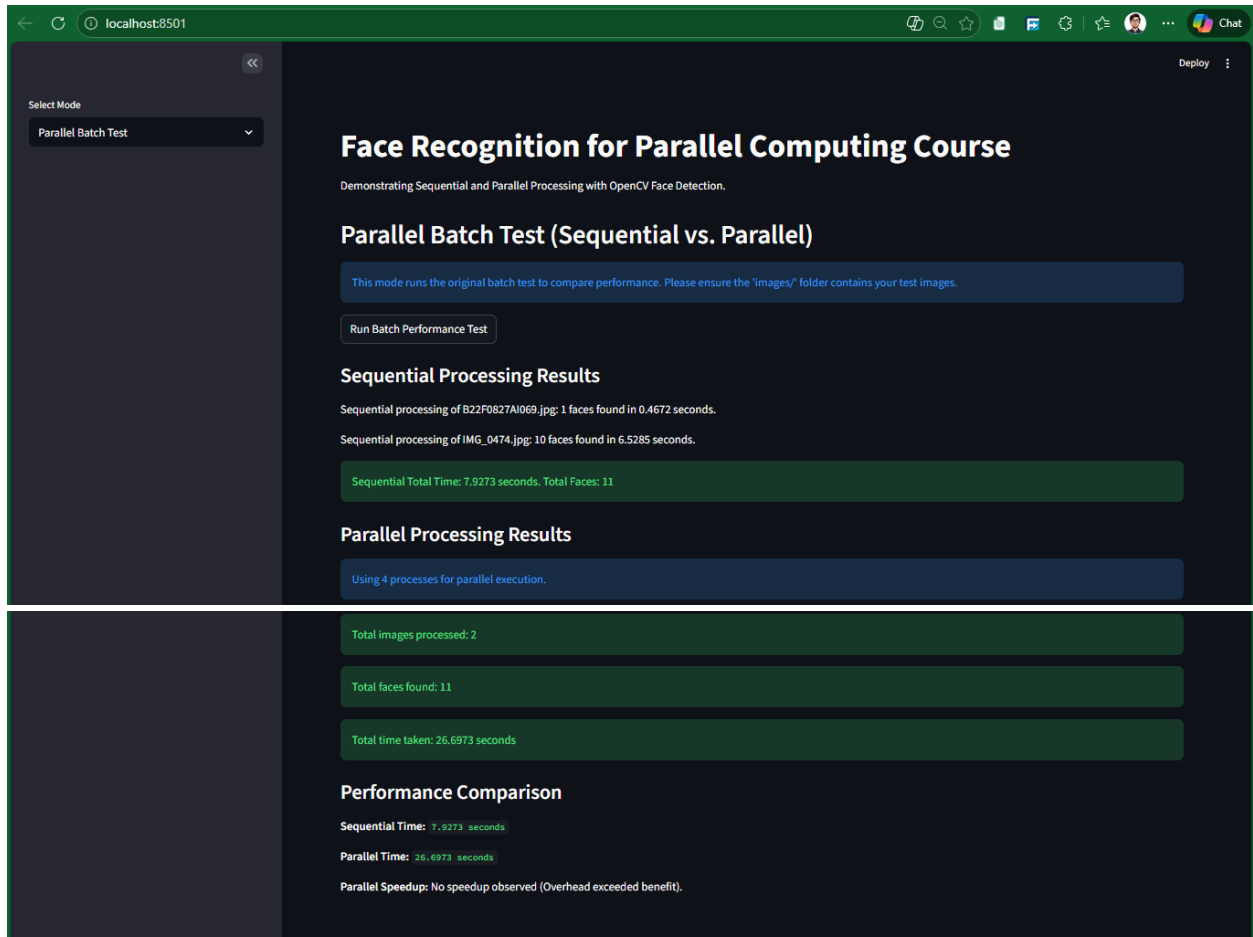 localhost:8501
Chat
Deploy
Select Mode
Parallel Batch Test
Face Recognition for Parallel Computing Course
Demonstrating Sequential and Parallel Processing with OpenCV Face Detection.
Parallel Batch Test (Sequential vs. Parallel)
This mode runs the original batch test to compare performance. Please ensure the 'images/' folder contains your test images.
Run Batch Performance Test
Sequential Processing Results
Sequential processing of B22F0827AI069.jpg: 1 faces found in 0.4672 seconds.
Sequential processing of IMG_0474.jpg: 10 faces found in 6.5285 seconds.
Sequential Total Time: 7.9273 seconds. Total Faces: 11
Parallel Processing Results
Using 4 processes for parallel execution.
Total images processed: 2
Total faces found: 11
Total time taken: 26.6973 seconds
Performance Comparison
Sequential Time: 7.9273 seconds
Parallel Time: 26.6973 seconds
Parallel Speedup: No speedup observed (Overhead exceeded benefit).